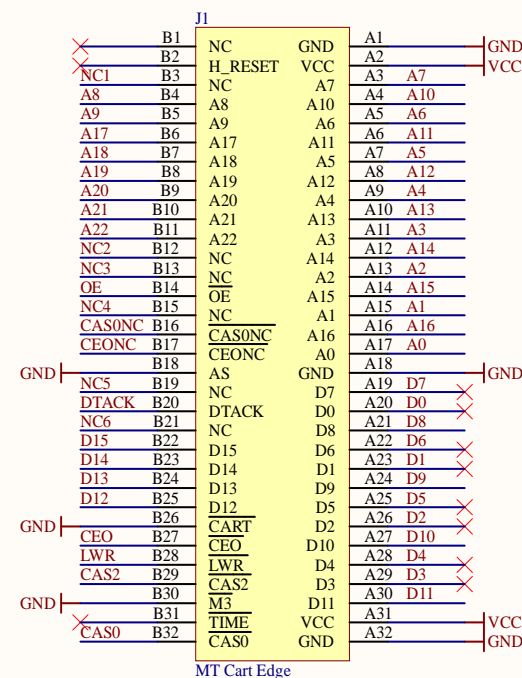 J1
B1 NC GND A1 GND
B2 H_RESET VCC A2 VCC
NC1 B3 NC A7 A3 A7
A8 B4 A8 A10 A4 A10
A9 B5 A9 A6 A5 A6
A17 B6 A17 A11 A6 A11
A18 B7 A18 A5 A7 A5
A19 B8 A19 A12 A8 A12
A20 B9 A20 A4 A9 A4
A21 B10 A21 A13 A10 A13
A22 B11 A22 A3 A11 A3
NC2 B12 NC A14 A12 A14
NC3 B13 NC A2 A13 A2
OE B14 OE A15 A14 A15
NC4 B15 NC A1 A15 A1
CAS0NC B16 CAS0NC A16 A16 A16
CEONC B17 CEONC A0 A17 A0
GND B18 AS GND A18 GND
NC5 B19 NC D7 A19 D7
DTACK B20 DTACK D0 A20 D0
NC6 B21 NC D8 A21 D8
D15 B22 D15 D6 A22 D6
D14 B23 D14 D1 A23 D1
D13 B24 D13 D9 A24 D9
D12 B25 D12 D5 A25 D5
GND B26 CART D2 A26 D2
CEO B27 CEO D10 A27 D10
LWR B28 LWR D4 A28 D4
CAS2 B29 CAS2 D3 A29 D3
GND B30 M3 D11 A30 D11
B31 TIME VCC A31 VCC
CAS0 B32 CAS0 GND A32 GND
MT Cart Edge